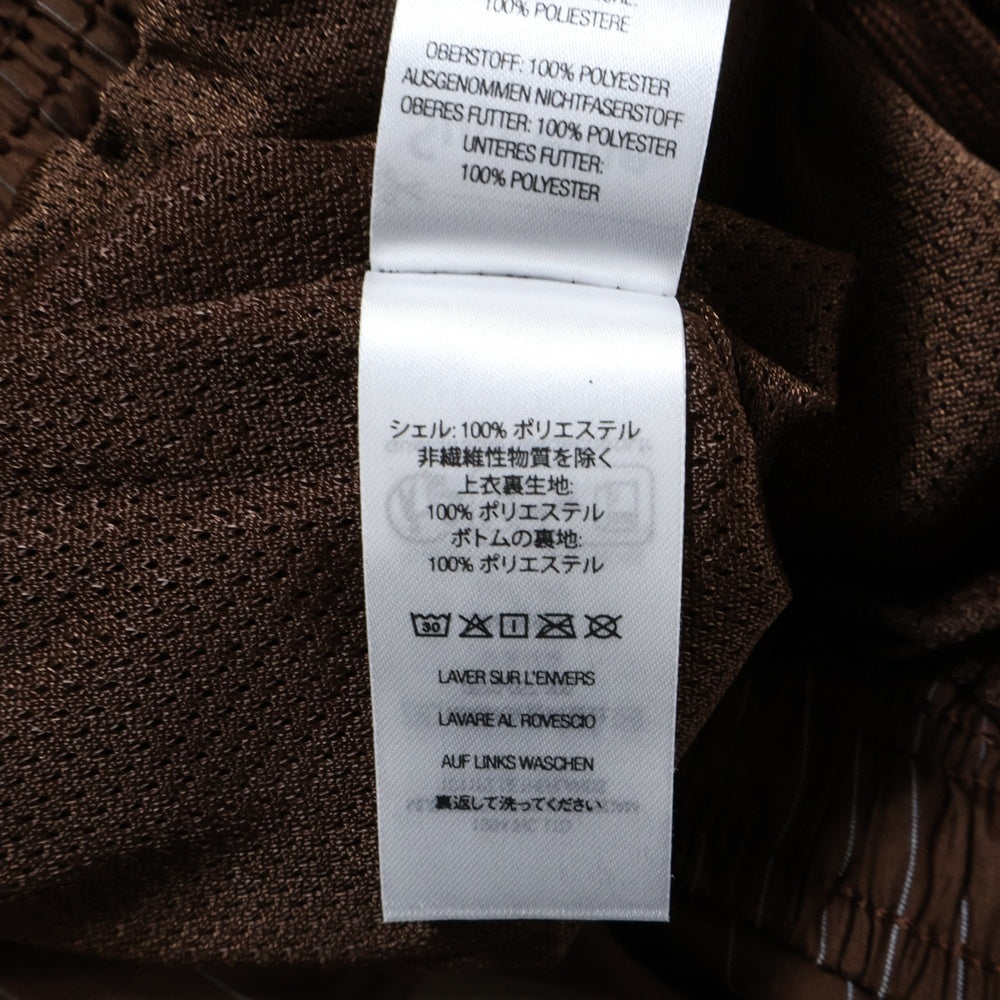 100% POLIESTERE
OBERSTOFF: 100% POLYESTER
AUSGENOMMEN NICHTFASERSTOFF
OBERES FUTTER: 100% POLYESTER
UNTERES FUTTER:
100% POLYESTER
シェル: 100% ポリエステル
非繊維性物質を除く
上衣裏生地:
100% ポリエステル
ボトムの裏地:
100% ポリエステル
30
LAVER SUR L'ENVERS
LAVARE AL ROVESCIO
AUF LINKS WASCHEN
裏返して洗ってください